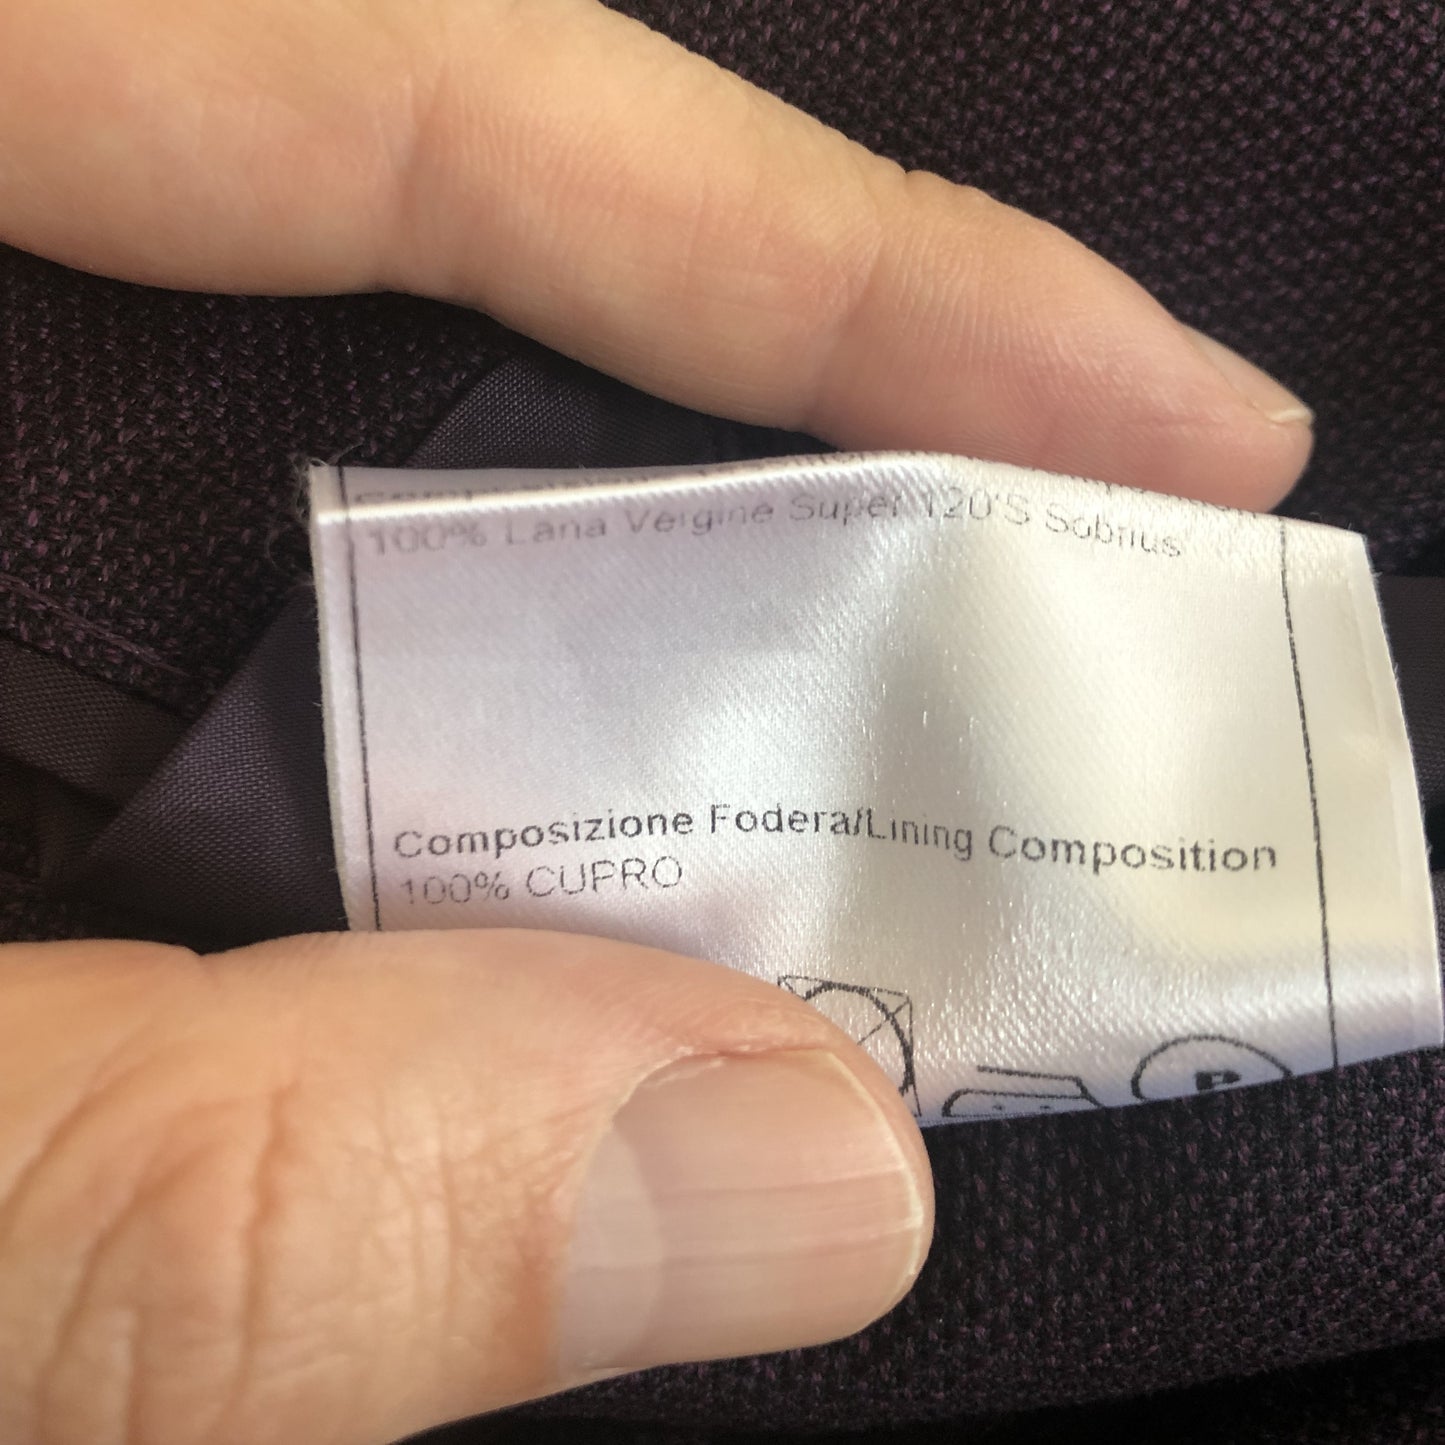 100% Lana Vergine Super 120'S Sobrius
Composizione Fodera/Lining Composition
100% CUPRO
P